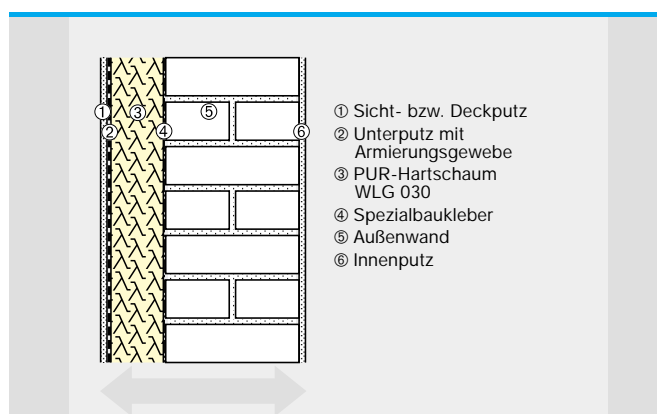 ① ③ ⑤
② ④ ⑥
① Sicht- bzw. Deckputz
② Unterputz mit
Armierungsgewebe
③ PUR-Hartschaum
WLG 030
④ Spezialbaukleber
⑤ Außenwand
⑥ Innenputz